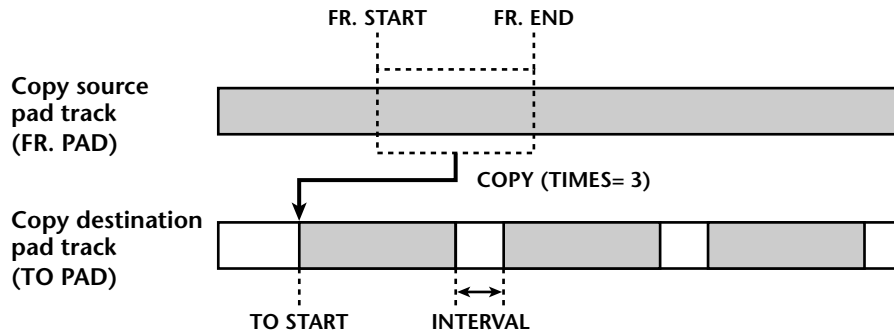 FR. START FR. END
Copy source
pad track
(FR. PAD)
COPY (TIMES= 3)
Copy destination
pad track
(TO PAD)
TO START INTERVAL